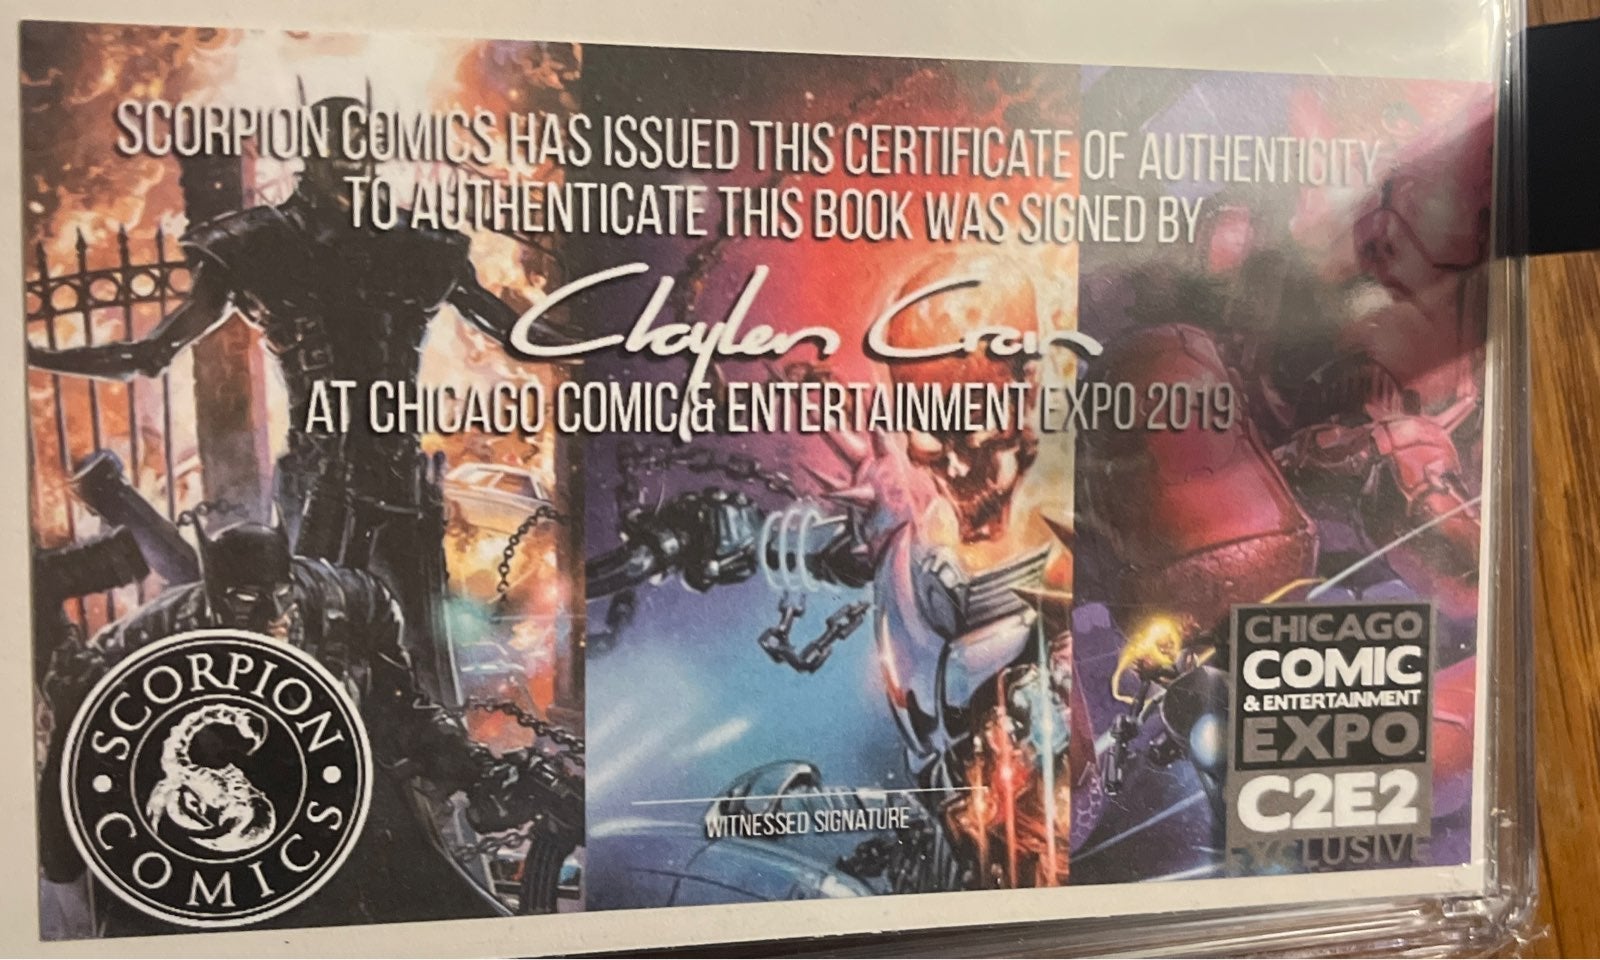 SCORPION COMICS HAS ISSUED THIS CERTIFICATE OF AUTHENTICITY
TO AUTHENTICATE THIS BOOK WAS SIGNED BY
Clayton Crain
AT CHICAGO COMIC & ENTERTAINMENT EXPO 2019
WITNESSED SIGNATURE
SCORPION
COMICS
CHICAGO
COMIC
& ENTERTAINMENT
EXPO
C2E2
EXCLUSIVE